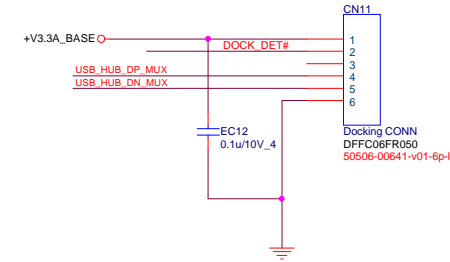 CN11
+V3.3A_BASE
1
DOCK_DET#
2
3
USB_HUB_DP_MUX
4
USB_HUB_DN_MUX
5
6
EC12
0.1u/10V_4
Docking CONN
DFFC06FR050
50506-00641-v01-6p-l